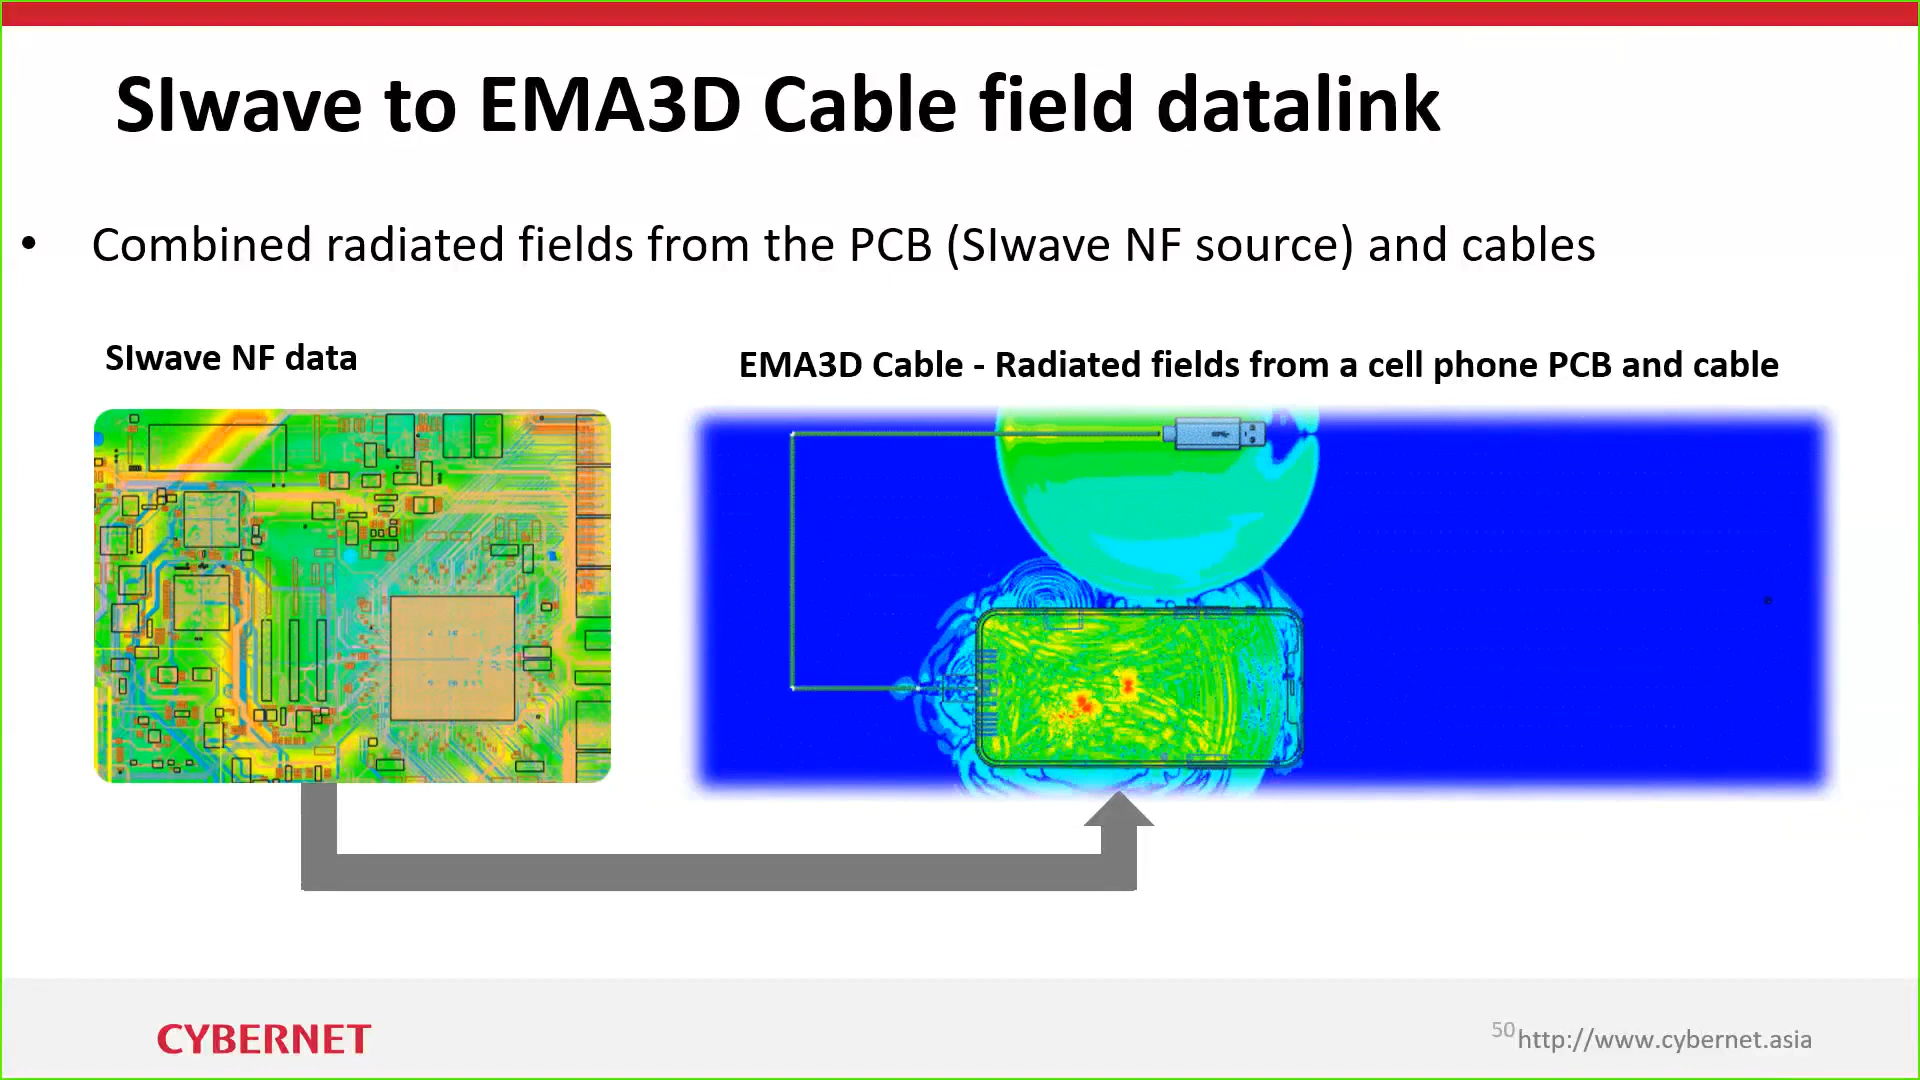 SIwave to EMA3D Cable field datalink
• Combined radiated fields from the PCB (SIwave NF source) and cables
SIwave NF data
EMA3D Cable - Radiated fields from a cell phone PCB and cable
CYBERNET
50 http://www.cybernet.asia